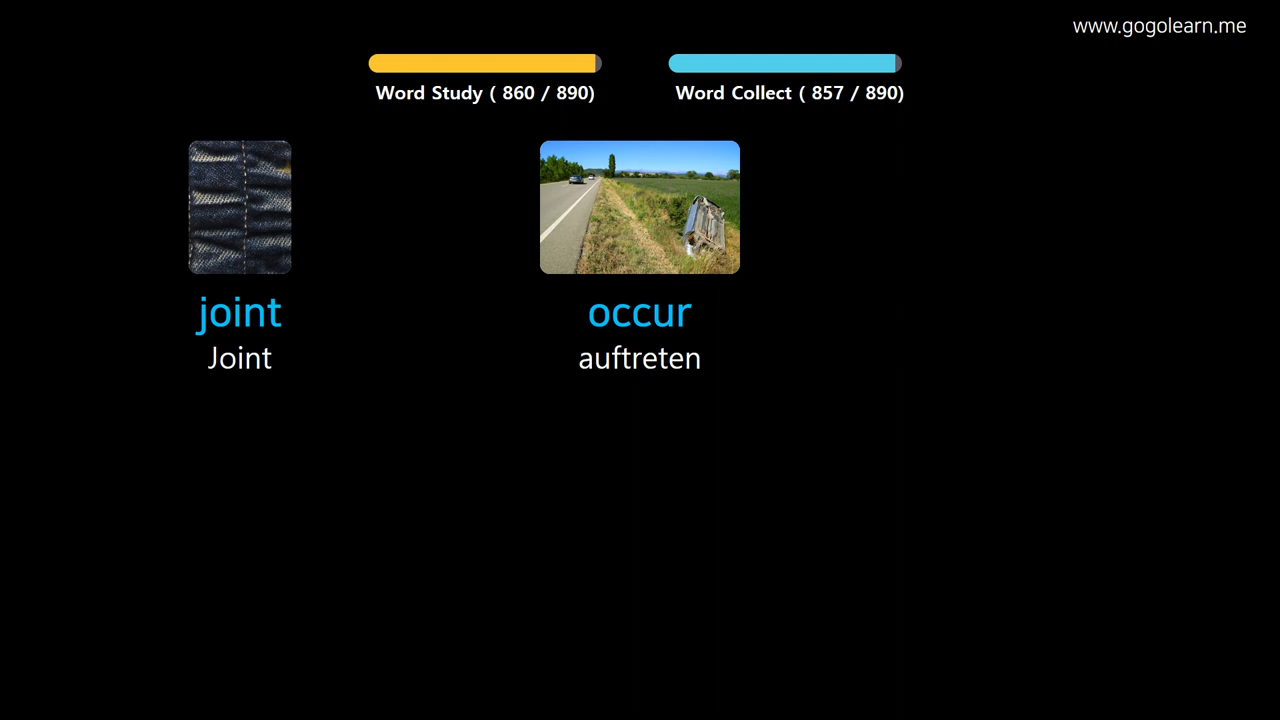 www.gogolearn.me
Word Study ( 860 / 890)
Word Collect ( 857 / 890)
joint
Joint
occur
auftreten